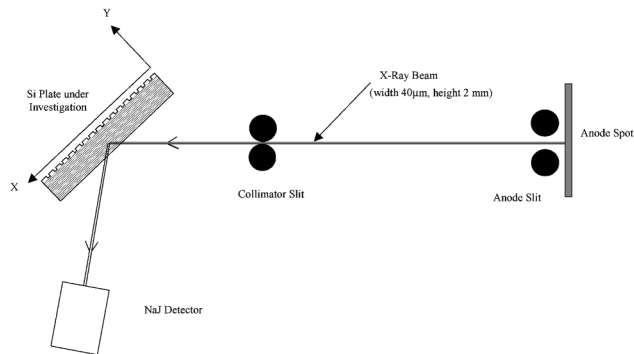 Y
Si Plate under
Investigation
X-Ray Beam
(width 40μm, height 2 mm)
Anode Spot
X
Collimator Slit
Anode Slit
NaJ Detector